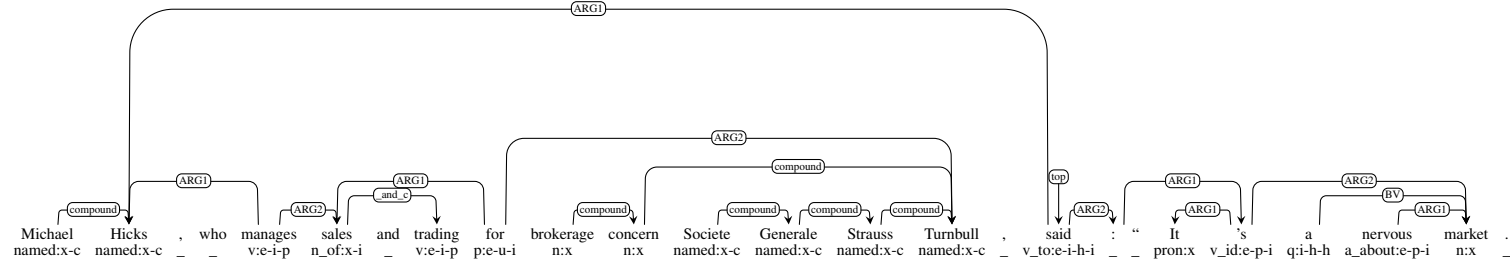 ARG1
ARG2
compound
ARG1 ARG1 top ARG1 ARG2
_and_c BV
compound ARG2 compound compound compound compound ARG2 ARG1 ARG1
Michael Hicks , who manages sales and trading for brokerage concern Societe Generale Strauss Turnbull , said : “ It 's a nervous market .
named:x-c named:x-c _ _ v:e-i-p n_of:x-i _ v:e-i-p p:e-u-i n:x n:x named:x-c named:x-c named:x-c named:x-c _ v_to:e-i-h-i _ _ pron:x v_id:e-p-i q:i-h-h a_about:e-p-i n:x _